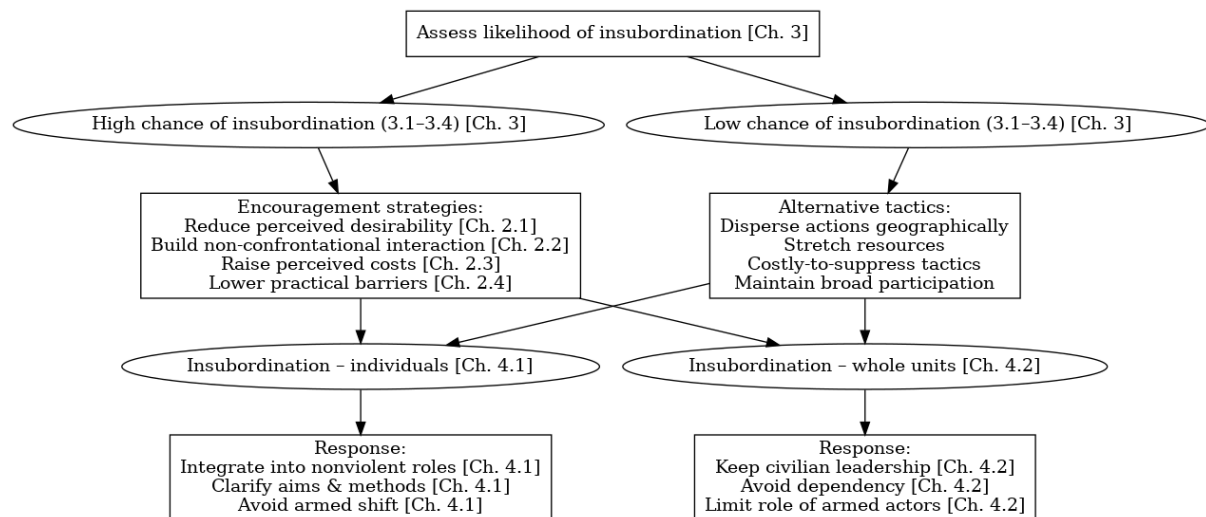 Assess likelihood of insubordination [Ch. 3]
High chance of insubordination (3.1–3.4) [Ch. 3]
Low chance of insubordination (3.1–3.4) [Ch. 3]
Encouragement strategies:
Reduce perceived desirability [Ch. 2.1]
Build non-confrontational interaction [Ch. 2.2]
Raise perceived costs [Ch. 2.3]
Lower practical barriers [Ch. 2.4]
Alternative tactics:
Disperse actions geographically
Stretch resources
Costly-to-suppress tactics
Maintain broad participation
Insubordination – individuals [Ch. 4.1]
Insubordination – whole units [Ch. 4.2]
Response:
Integrate into nonviolent roles [Ch. 4.1]
Clarify aims & methods [Ch. 4.1]
Avoid armed shift [Ch. 4.1]
Response:
Keep civilian leadership [Ch. 4.2]
Avoid dependency [Ch. 4.2]
Limit role of armed actors [Ch. 4.2]